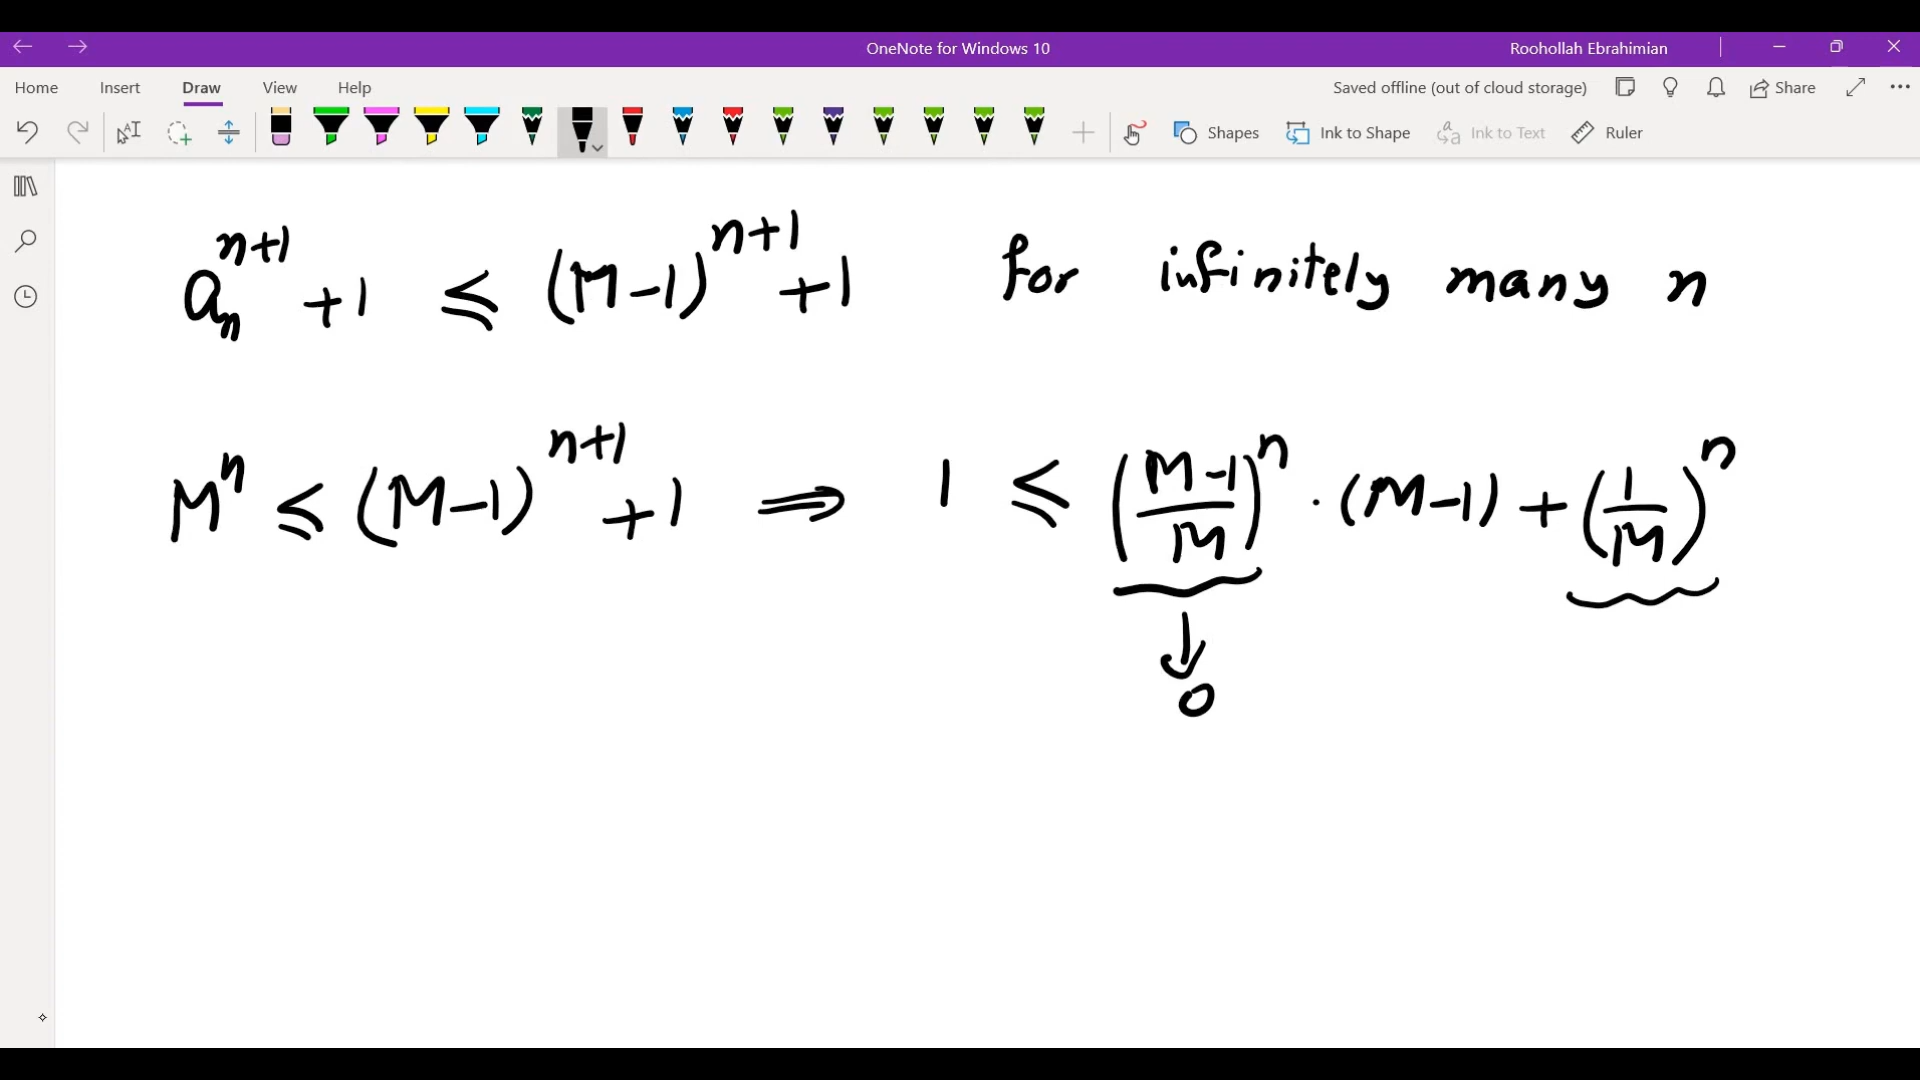 OneNote for Windows 10 Roohollah Ebrahimian
Home Insert Draw View Help Saved offline (out of cloud storage) Share
Shapes Ink to Shape Ink to Text Ruler
aₙⁿ⁺¹ + 1 ≤ (M-1)ⁿ⁺¹ + 1 for infinitely many n
Mⁿ ≤ (M-1)ⁿ⁺¹ + 1 ⟹ 1 ≤ ((M-1)/M)ⁿ · (M-1) + (1/M)ⁿ
↓
0